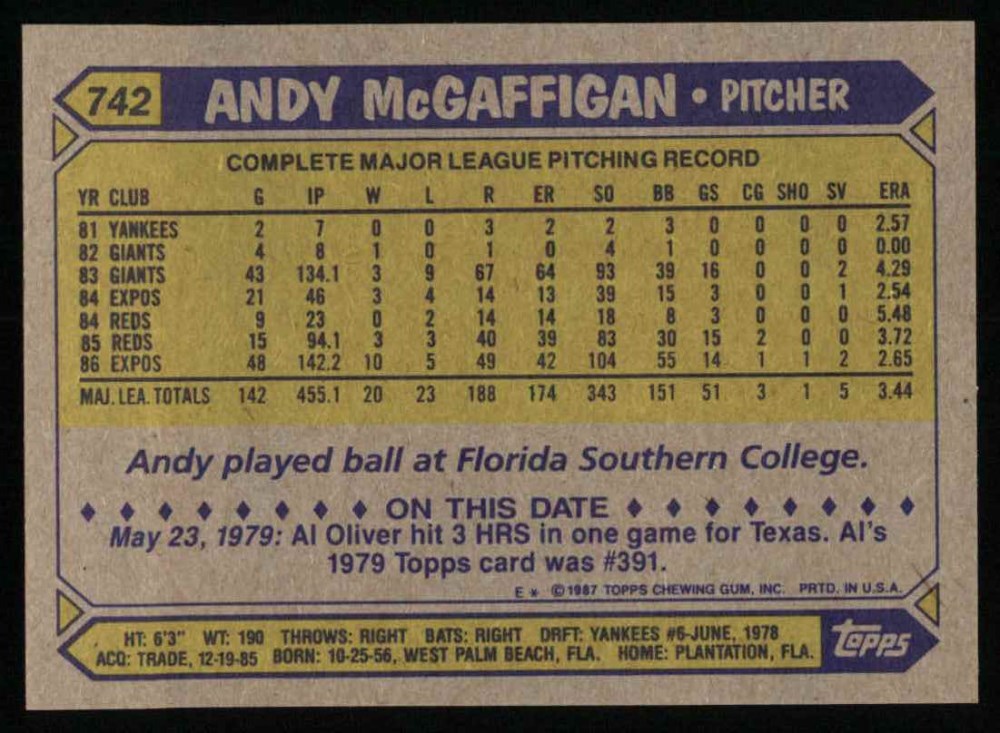 742 ANDY McGAFFIGAN • PITCHER
COMPLETE MAJOR LEAGUE PITCHING RECORD
YR CLUB G IP W L R ER SO BB GS CG SHO SV ERA
81 YANKEES 2 7 0 0 3 2 2 3 0 0 0 0 2.57
82 GIANTS 4 8 1 0 1 0 4 1 0 0 0 0 0.00
83 GIANTS 43 134.1 3 9 67 64 93 39 16 0 0 2 4.29
84 EXPOS 21 46 3 4 14 13 39 15 3 0 0 1 2.54
84 REDS 9 23 0 2 14 14 18 8 3 0 0 0 5.48
85 REDS 15 94.1 3 3 40 39 83 30 15 2 0 0 3.72
86 EXPOS 48 142.2 10 5 49 42 104 55 14 1 1 2 2.65
MAJ. LEA. TOTALS 142 455.1 20 23 188 174 343 151 51 3 1 5 3.44
Andy played ball at Florida Southern College.
♦ ♦ ♦ ♦ ♦ ♦ ♦ ♦ ON THIS DATE ♦ ♦ ♦ ♦ ♦ ♦ ♦ ♦
May 23, 1979: Al Oliver hit 3 HRS in one game for Texas. Al's
1979 Topps card was #391.
E * ©1987 TOPPS CHEWING GUM, INC. PRTD. IN U.S.A.
HT: 6'3" WT: 190 THROWS: RIGHT BATS: RIGHT DRFT: YANKEES #6-JUNE, 1978
ACQ: TRADE, 12-19-85 BORN: 10-25-56, WEST PALM BEACH, FLA. HOME: PLANTATION, FLA.
topps